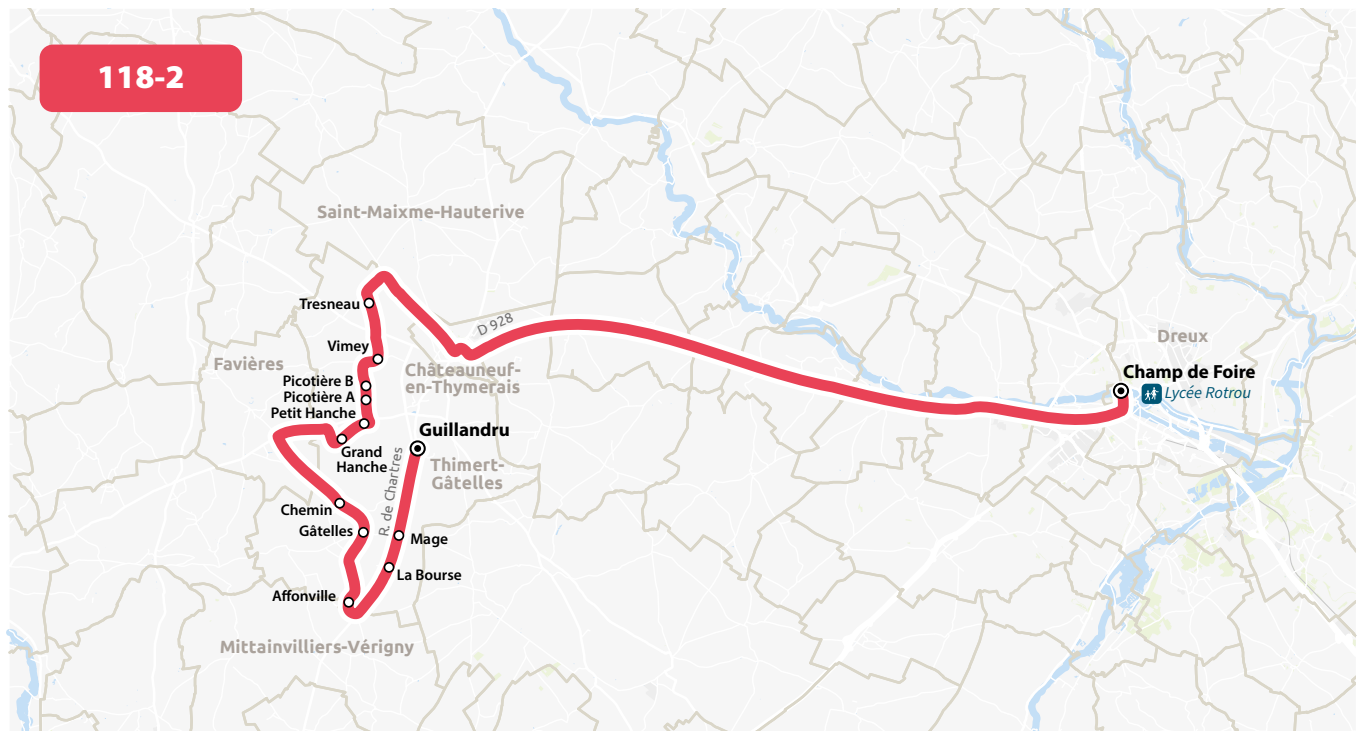 118-2
Saint-Maixme-Hauterive
Tresneau
D 928
Vimey
Dreux
Favières
Châteauneuf-
en-Thymerais
Champ de Foire
Lycée Rotrou
Picotière B
Picotière A
Petit Hanche
Guillandru
Grand
Hanche
Thimert-
Gâtelles
R. de Chartres
Chemin
Gâtelles
Mage
La Bourse
Affonville
Mittainvilliers-Vérigny